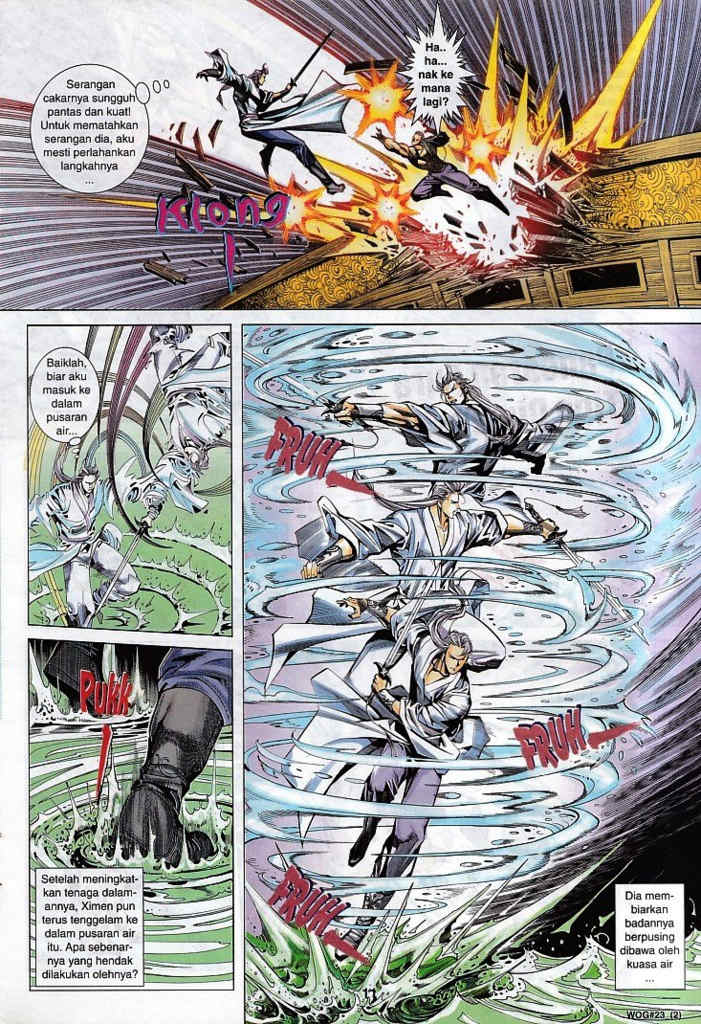 Serangan
cakarnya sungguh
pantas dan kuat!
Untuk mematahkan
serangan dia, aku
mesti perlahankan
langkahnya
...
Ha..
ha...
nak ke
mana
lagi?
Klong!
Baiklah,
biar aku
masuk ke
dalam
pusaran
air...
FRUH!
FRUH!
FRUH!
Pukk!
Setelah meningkat-
kan tenaga dalam-
annya, Ximen pun
terus tenggelam ke
dalam pusaran air
itu. Apa sebenar-
nya yang hendak
dilakukan olehnya?
Dia mem-
biarkan
badannya
berpusing
dibawa oleh
kuasa air
...
11
WOG#23 (2)